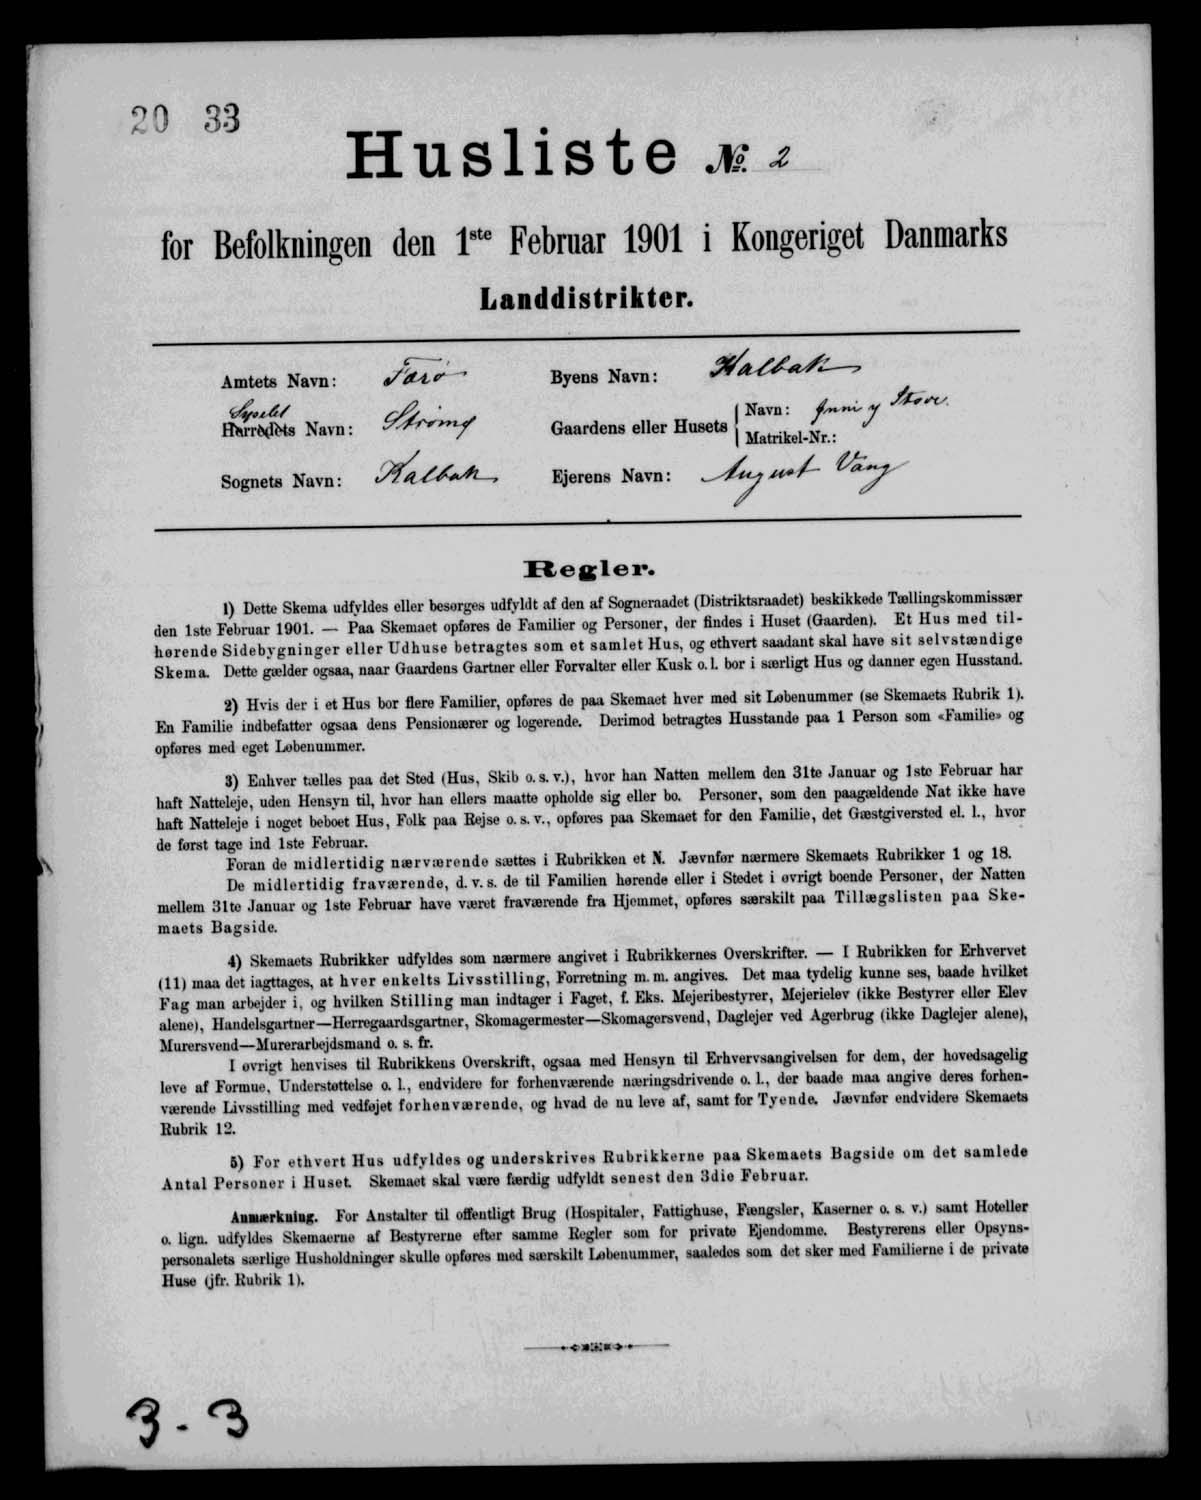 20 33
Husliste No. 2
for Befolkningen den 1ste Februar 1901 i Kongeriget Danmarks
Landdistrikter.
Amtets Navn: Færø
Byens Navn: Kalbak
Sysslet
Herredets Navn: Strømø
Gaardens eller Husets
Navn: Inni y Stove.
Matrikel-Nr.:
Sognets Navn: Kalbak
Ejerens Navn: August Vang
Regler.
1) Dette Skema udfyldes eller besørges udfyldt af den af Sogneraadet (Distriktsraadet) beskikkede Tællingskommissær
den 1ste Februar 1901. — Paa Skemaet opføres de Familier og Personer, der findes i Huset (Gaarden). Et Hus med til-
hørende Sidebygninger eller Udhuse betragtes som et samlet Hus, og ethvert saadant skal have sit selvstændige
Skema. Dette gælder ogsaa, naar Gaardens Gartner eller Forvalter eller Kusk o. l. bor i særligt Hus og danner egen Husstand.
2) Hvis der i et Hus bor flere Familier, opføres de paa Skemaet hver med sit Løbenummer (se Skemaets Rubrik 1).
En Familie indbefatter ogsaa dens Pensionærer og logerende. Derimod betragtes Husstande paa 1 Person som «Familie» og
opføres med eget Løbenummer.
3) Enhver tælles paa det Sted (Hus, Skib o. s. v.), hvor han Natten mellem den 31te Januar og 1ste Februar har
haft Natteleje, uden Hensyn til, hvor han ellers maatte opholde sig eller bo. Personer, som den paagældende Nat ikke have
haft Natteleje i noget beboet Hus, Folk paa Rejse o. s. v., opføres paa Skemaet for den Familie, det Gæstgiversted el. l., hvor
de først tage ind 1ste Februar.
Foran de midlertidig nærværende sættes i Rubrikken et N. Jævnfør nærmere Skemaets Rubrikker 1 og 18.
De midlertidig fraværende, d. v. s. de til Familien hørende eller i Stedet i øvrigt boende Personer, der Natten
mellem 31te Januar og 1ste Februar have været fraværende fra Hjemmet, opføres særskilt paa Tillægslisten paa Ske-
maets Bagside.
4) Skemaets Rubrikker udfyldes som nærmere angivet i Rubrikkernes Overskrifter. — I Rubrikken for Erhvervet
(11) maa det iagttages, at hver enkelts Livsstilling, Forretning m. m. angives. Det maa tydelig kunne ses, baade hvilket
Fag man arbejder i, og hvilken Stilling man indtager i Faget, f. Eks. Mejeribestyrer, Mejerielev (ikke Bestyrer eller Elev
alene), Handelsgartner—Herregaardsgartner, Skomagermester—Skomagersvend, Daglejer ved Agerbrug (ikke Daglejer alene),
Murersvend—Murerarbejdsmand o. s. fr.
I øvrigt henvises til Rubrikkens Overskrift, ogsaa med Hensyn til Erhvervsangivelsen for dem, der hovedsagelig
leve af Formue, Understøttelse o. l., endvidere for forhenværende næringsdrivende o. l., der baade maa angive deres forhen-
værende Livsstilling med vedføjet forhenværende, og hvad de nu leve af, samt for Tyende. Jævnfør endvidere Skemaets
Rubrik 12.
5) For ethvert Hus udfyldes og underskrives Rubrikkerne paa Skemaets Bagside om det samlede
Antal Personer i Huset. Skemaet skal være færdig udfyldt senest den 3die Februar.
Anmærkning. For Anstalter til offentligt Brug (Hospitaler, Fattighuse, Fængsler, Kaserner o. s. v.) samt Hoteller
o. lign. udfyldes Skemaerne af Bestyrerne efter samme Regler som for private Ejendomme. Bestyrerens eller Opsyns-
personalets særlige Husholdninger skulle opføres med særskilt Løbenummer, saaledes som det sker med Familierne i de private
Huse (jfr. Rubrik 1).
3 - 3